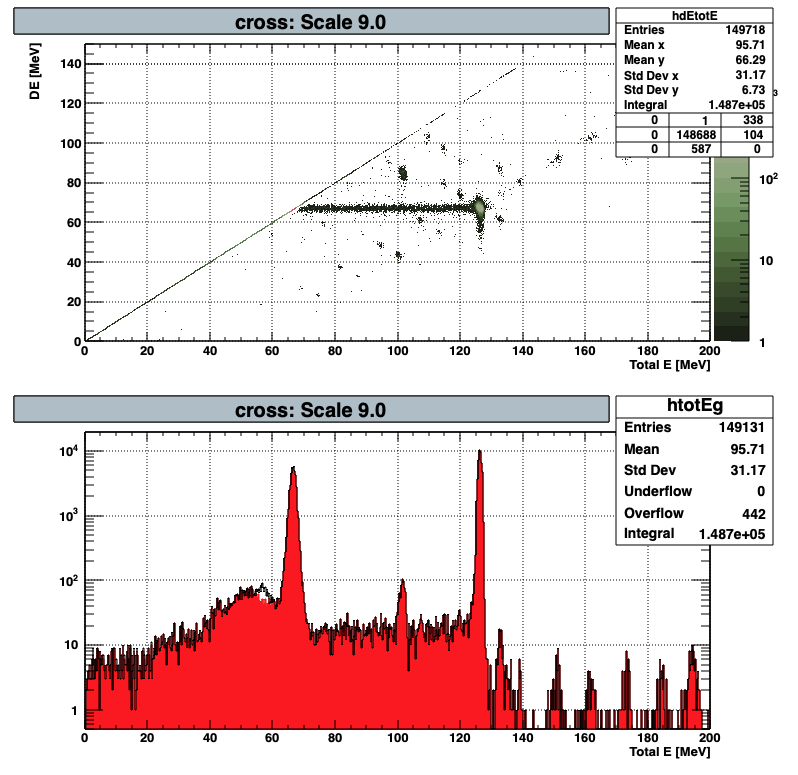 cross: Scale 9.0
hdEtotE
Entries 149718
Mean x 95.71
Mean y 66.29
Std Dev x 31.17
Std Dev y 6.73
Integral 1.487e+05
0 1 338
0 148688 104
0 587 0
3
DE [MeV]
140
120
100
80
60
40
20
0
10²
10
1
0 20 40 60 80 100 120 140 160 180 200
Total E [MeV]
cross: Scale 9.0
htotEg
Entries 149131
Mean 95.71
Std Dev 31.17
Underflow 0
Overflow 442
Integral 1.487e+05
10⁴
10³
10²
10
1
0 20 40 60 80 100 120 140 160 180 200
Total E [MeV]